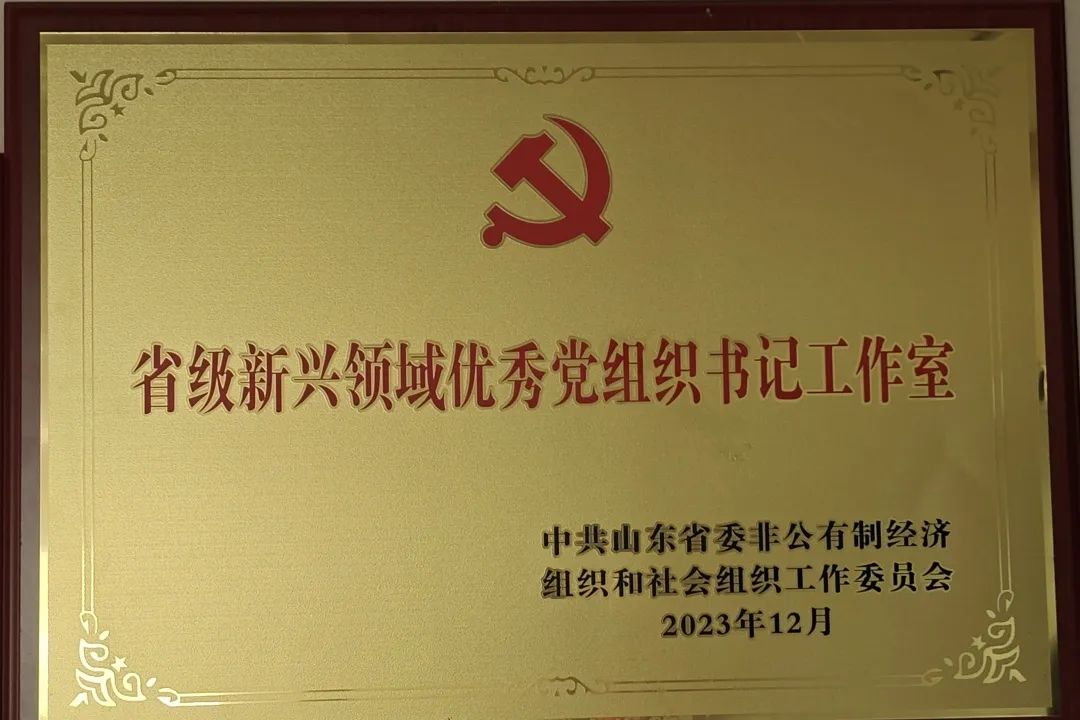 省级新兴领域优秀党组织书记工作室
中共山东省委非公有制经济
组织和社会组织工作委员会
2023年12月